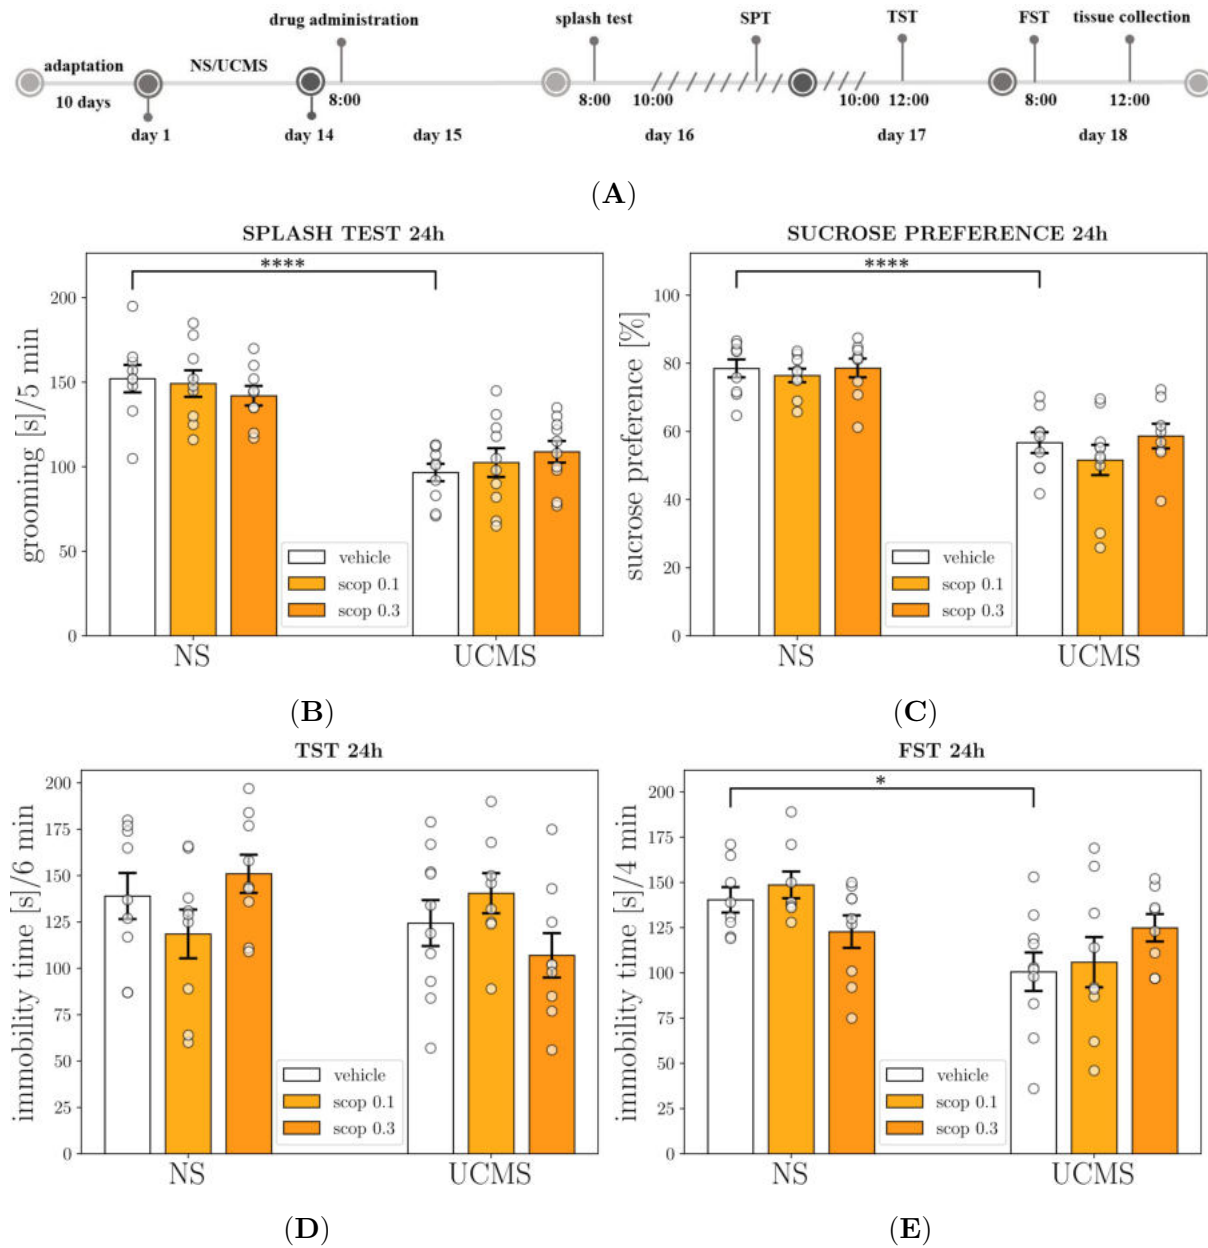 drug administration splash test SPT TST FST tissue collection
adaptation NS/UCMS
10 days 8:00 8:00 10:00 10:00 12:00 8:00 12:00
day 1 day 14 day 15 day 16 day 17 day 18
(A)
SPLASH TEST 24h
grooming [s]/5 min
200
150
100
50
0
****
vehicle
scop 0.1
scop 0.3
NS UCMS
(B)
SUCROSE PREFERENCE 24h
sucrose preference [%]
100
80
60
40
20
0
****
vehicle
scop 0.1
scop 0.3
NS UCMS
(C)
TST 24h
immobility time [s]/6 min
200
175
150
125
100
75
50
25
0
vehicle
scop 0.1
scop 0.3
NS UCMS
(D)
FST 24h
immobility time [s]/4 min
200
175
150
125
100
75
50
25
0
*
vehicle
scop 0.1
scop 0.3
NS UCMS
(E)